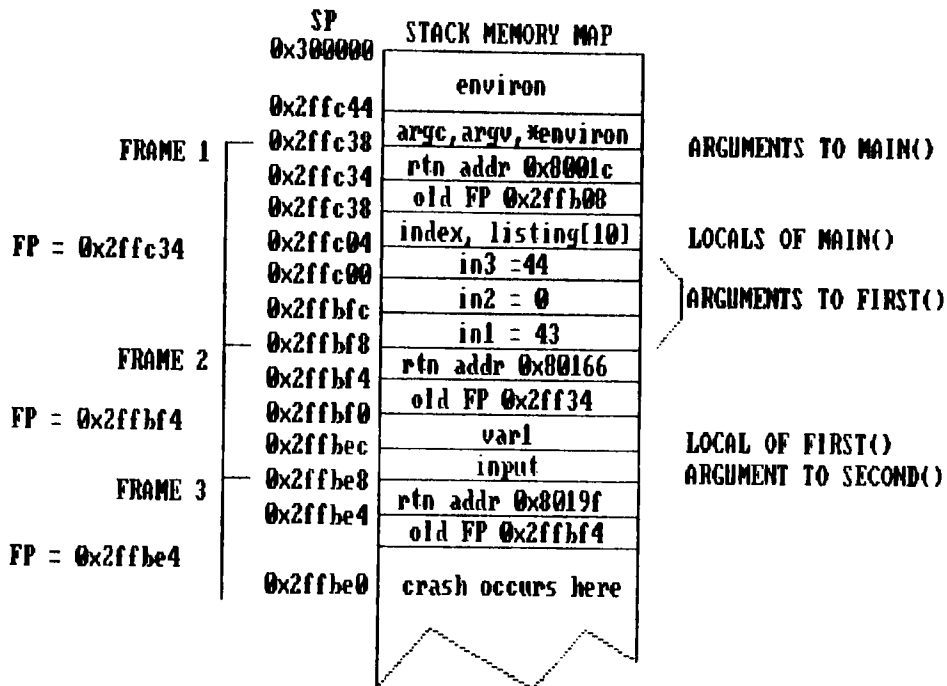 SP
STACK MEMORY MAP
0x300000
environ
0x2ffc44
argc,argv,*environ
0x2ffc38
ARGUMENTS TO MAIN()
FRAME 1
rtn addr 0x8001c
0x2ffc34
old FP 0x2ffb08
0x2ffc38
index, listing[10]
LOCALS OF MAIN()
FP = 0x2ffc34
0x2ffc04
in3 =44
0x2ffc00
in2 = 0
ARGUMENTS TO FIRST()
0x2ffbfc
in1 = 43
0x2ffbf8
FRAME 2
rtn addr 0x80166
0x2ffbf4
old FP 0x2ff34
FP = 0x2ffbf4
0x2ffbf0
var1
LOCAL OF FIRST()
0x2ffbec
input
ARGUMENT TO SECOND()
0x2ffbe8
FRAME 3
rtn addr 0x8019f
0x2ffbe4
old FP 0x2ffbf4
FP = 0x2ffbe4
0x2ffbe0
crash occurs here